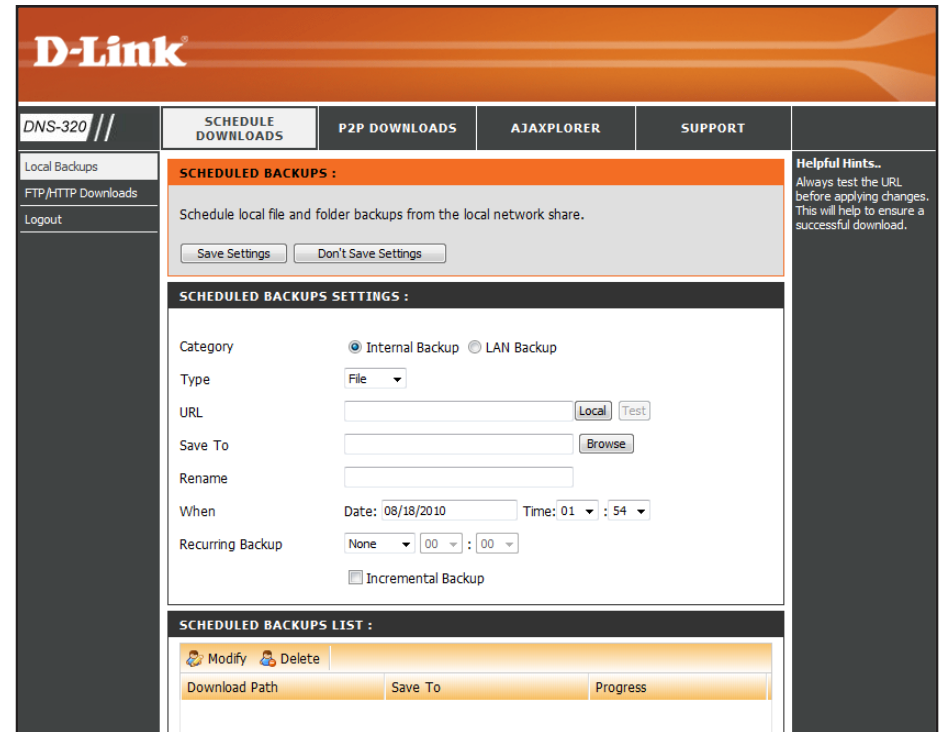 D-Link®
DNS-320 //
SCHEDULE DOWNLOADS
P2P DOWNLOADS
AJAXPLORER
SUPPORT
Local Backups
FTP/HTTP Downloads
Logout
SCHEDULED BACKUPS :
Schedule local file and folder backups from the local network share.
Save Settings Don't Save Settings
SCHEDULED BACKUPS SETTINGS :
Category Internal Backup LAN Backup
Type File
URL Local Test
Save To Browse
Rename
When Date: 08/18/2010 Time: 01 : 54
Recurring Backup None 00 : 00
Incremental Backup
SCHEDULED BACKUPS LIST :
Modify Delete
Download Path Save To Progress
Helpful Hints..
Always test the URL
before applying changes.
This will help to ensure a
successful download.